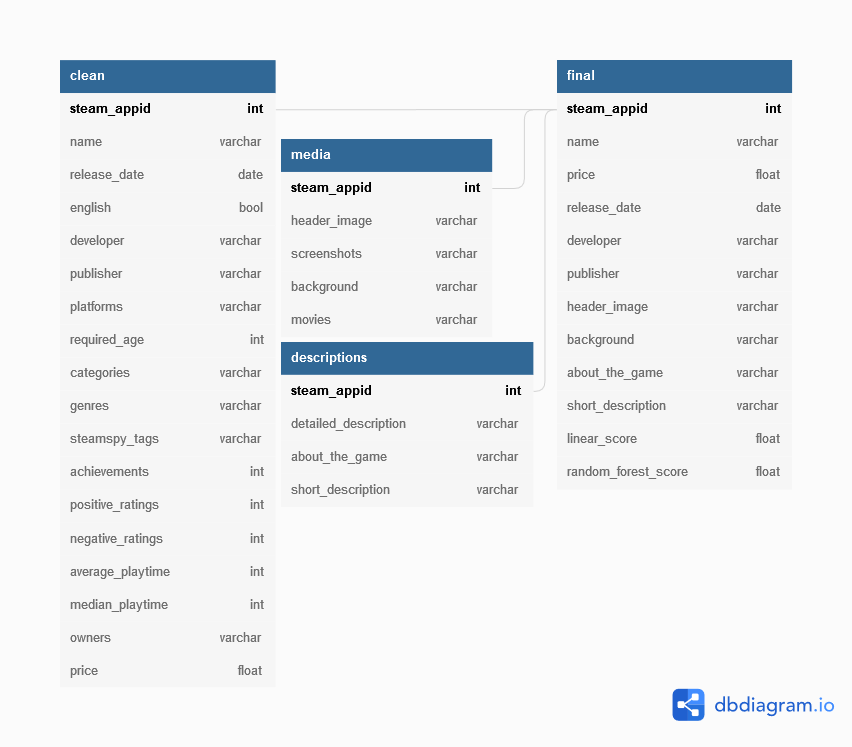 clean
steam_appid int
name varchar
release_date date
english bool
developer varchar
publisher varchar
platforms varchar
required_age int
categories varchar
genres varchar
steamspy_tags varchar
achievements int
positive_ratings int
negative_ratings int
average_playtime int
median_playtime int
owners varchar
price float
media
steam_appid int
header_image varchar
screenshots varchar
background varchar
movies varchar
descriptions
steam_appid int
detailed_description varchar
about_the_game varchar
short_description varchar
final
steam_appid int
name varchar
price float
release_date date
developer varchar
publisher varchar
header_image varchar
background varchar
about_the_game varchar
short_description varchar
linear_score float
random_forest_score float
dbdiagram.io